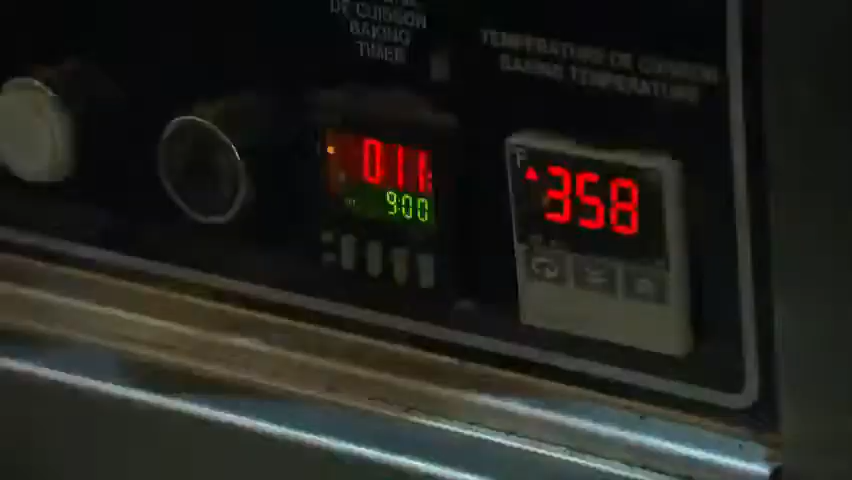 DE CUISSON
BAKING
TIMER
TEMPERATURE DE CUISSON
BAKING TEMPERATURE
011
9:00
F
358